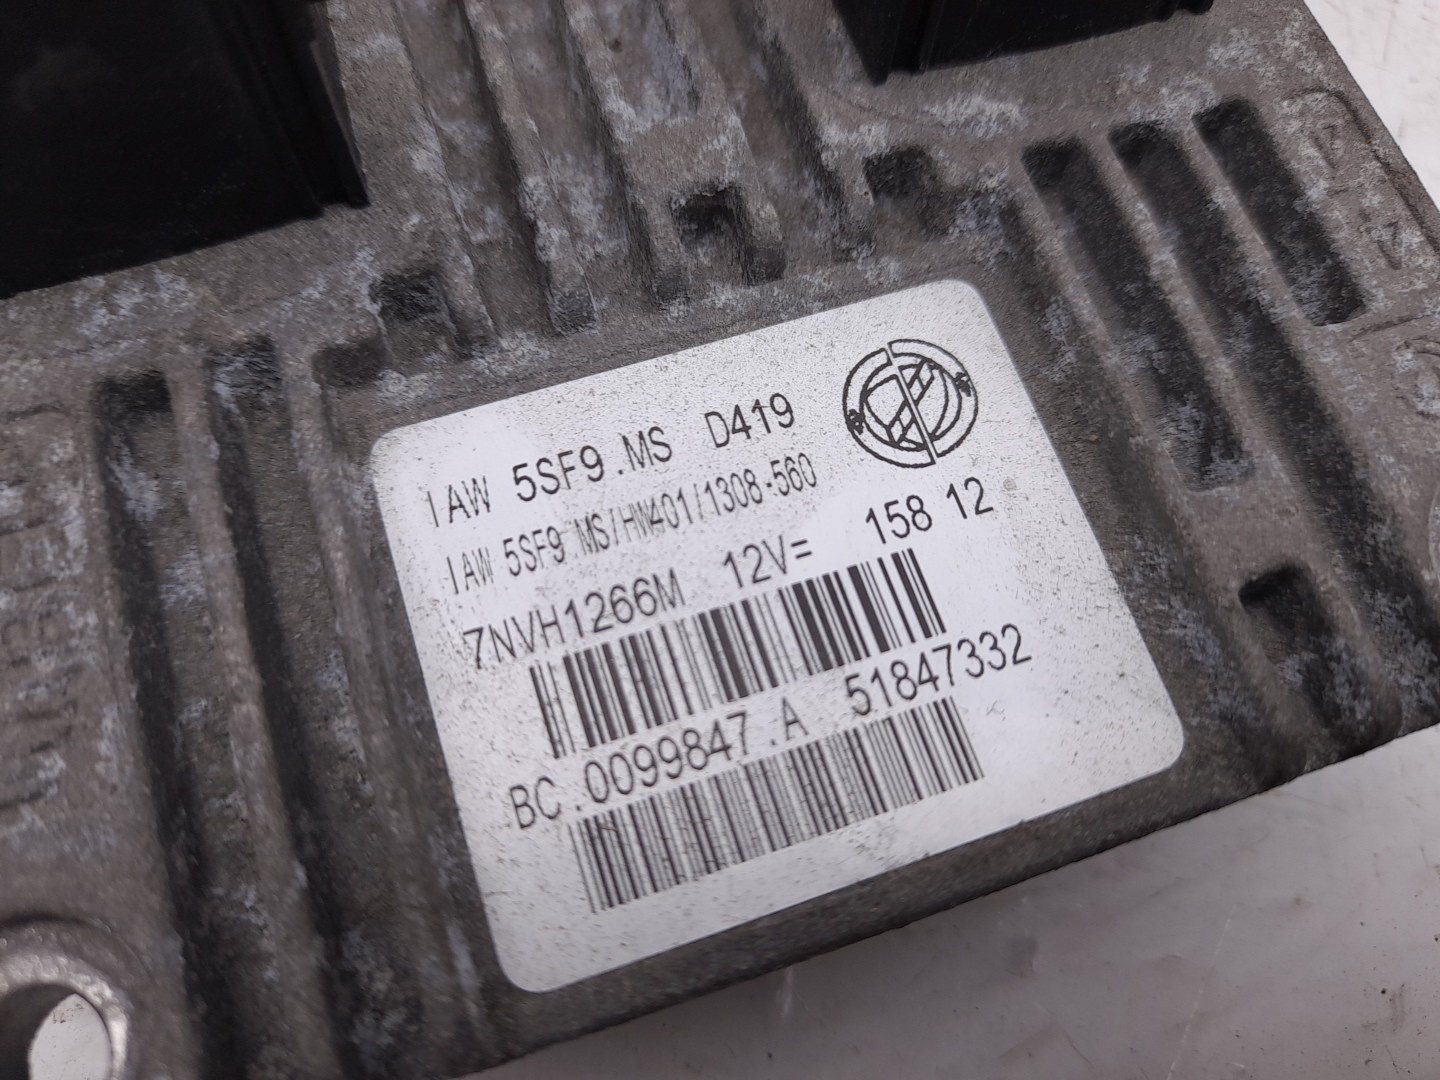 IAW 5SF9.MS D419
IAW 5SF9.MS/HW401/1308-560
7NVH1266M 12V= 158 12
BC.0099847.A 51847332